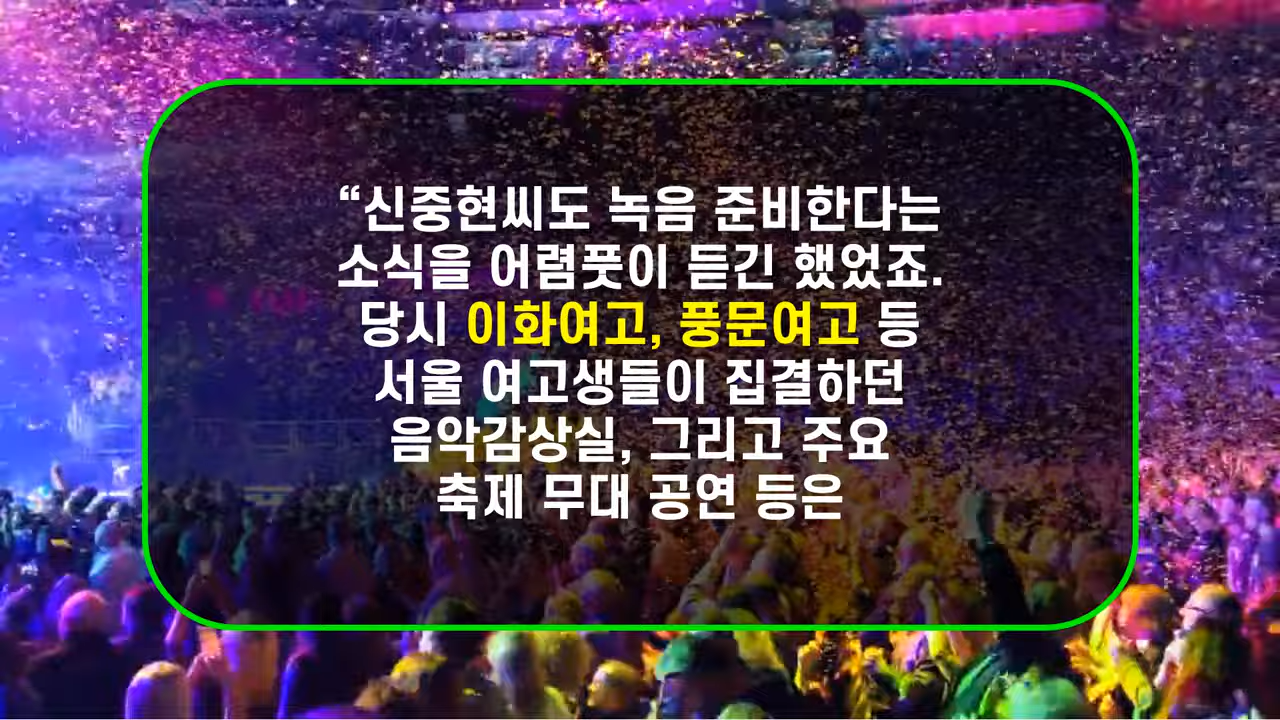 “신중현씨도 녹음 준비한다는
소식을 어렴풋이 듣긴 했었죠.
당시 이화여고, 풍문여고 등
서울 여고생들이 집결하던
음악감상실, 그리고 주요
축제 무대 공연 등은